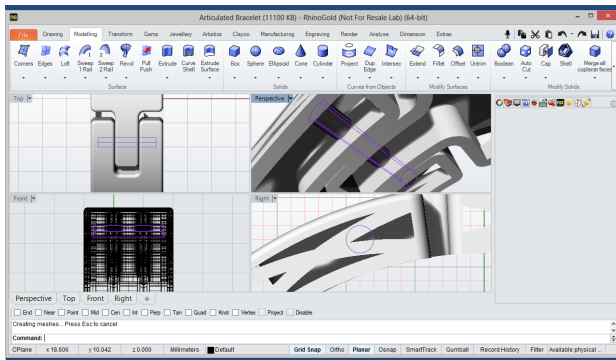 Articulated Bracelet (11100 KB) - RhinoGold (Not For Resale Lab) (64-bit)
File Drawing Modelling Transform Gems Jewellery Artistics Clayoo Manufacturing Engraving Render Analyse Dimension Extras
Corners Edges Loft Sweep 1 Rail Sweep 2 Rail Revol Pull Push Extrude Curve Shell Extrude Surface Box Sphere Ellipsoid Cone Cylinder Project Dup Edge Intersec Extend Fillet Offset Untrim Boolean Auto Cut Cap Shell Merge all coplanar faces
Surface Solids Curves from Objects Modify Surfaces Modify Solids
Top Perspective
Front Right
Perspective Top Front Right
End Near Point Mid Cen Int Perp Tan Quad Knot Vertex Project Disable
Creating meshes... Press Esc to cancel
Command:
CPlane x 18.606 y 10.042 z 0.000 Millimeters Default Grid Snap Ortho Planar Osnap SmartTrack Gumball Record History Filter Available physical ...